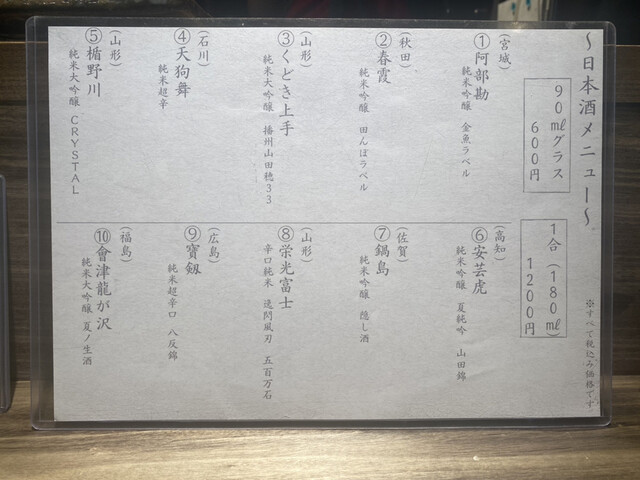 ～日本酒メニュー～
※すべて税込み価格です
90㎖グラス
600円
1合(180㎖)
1200円
(宮城)
①阿部勘
純米吟醸 金魚ラベル
(秋田)
②春霞
純米吟醸 田んぼラベル
(山形)
③くどき上手
純米大吟醸 播州山田穂33
(石川)
④天狗舞
純米超辛
(山形)
⑤楯野川
純米大吟醸 CRYSTAL
(高知)
⑥安芸虎
純米吟醸 夏純吟 山田錦
(佐賀)
⑦鍋島
純米吟醸 隠し酒
(山形)
⑧栄光冨士
辛口純米 逸閃風刃 五百万石
(広島)
⑨寶剱
純米超辛口 八反錦
(福島)
⑩會津龍が沢
純米大吟醸 夏ノ生酒